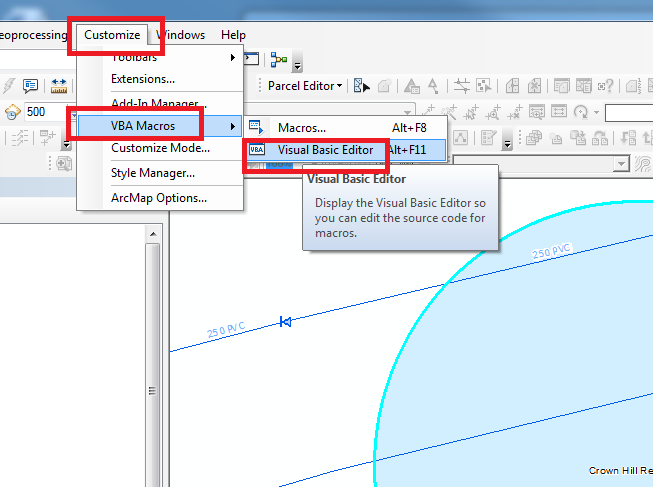 eoprocessing Customize Windows Help
Toolbars
Extensions...
Parcel Editor
Add-In Manager...
500
VBA Macros
Macros... Alt+F8
Customize Mode...
VBA Visual Basic Editor Alt+F11
Style Manager...
Visual Basic Editor
ArcMap Options...
Display the Visual Basic Editor so
you can edit the source code for
macros.
250 PVC
250 PVC
Crown Hill Re